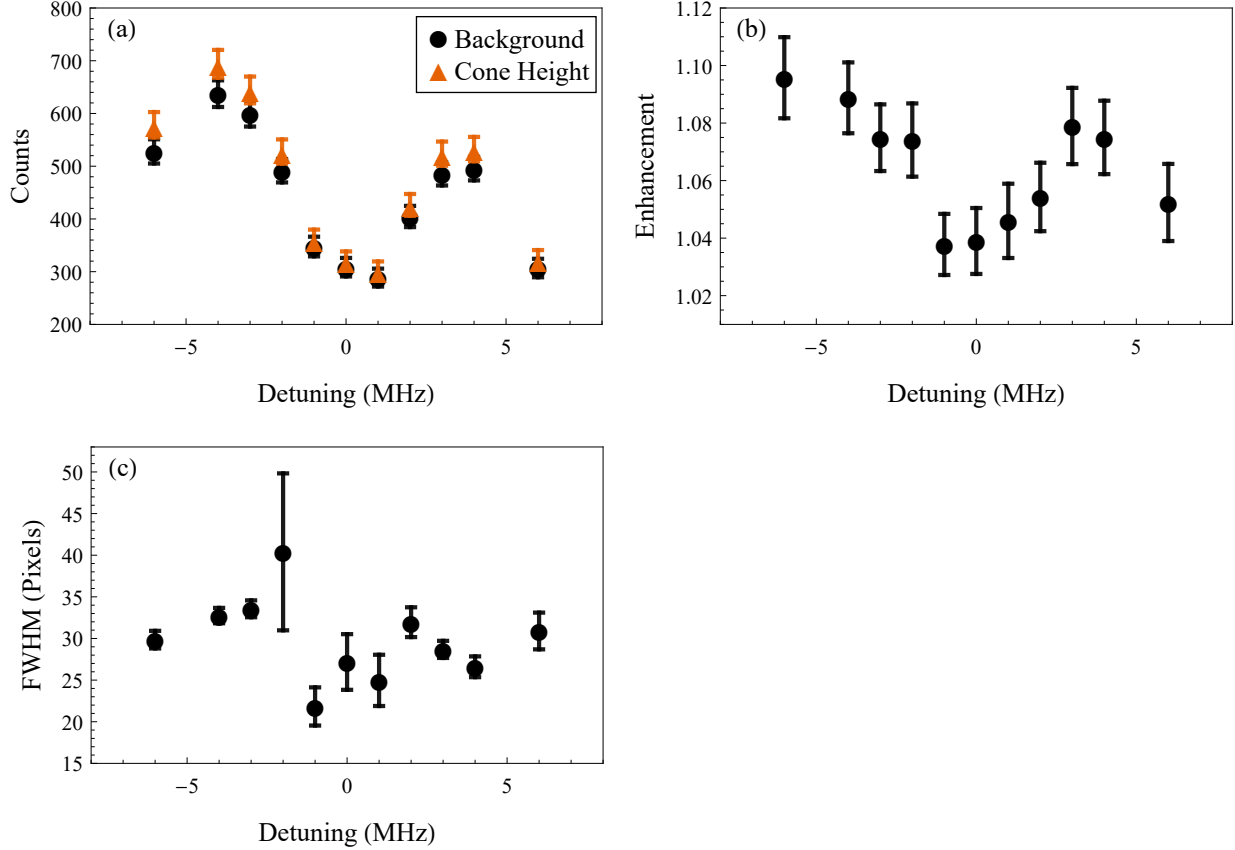 (a)
Background
Cone Height
800
700
600
500
400
300
200
Counts
−5
0
5
Detuning (MHz)
(b)
1.12
1.10
1.08
1.06
1.04
1.02
Enhancement
−5
0
5
Detuning (MHz)
(c)
50
45
40
35
30
25
20
15
FWHM (Pixels)
−5
0
5
Detuning (MHz)